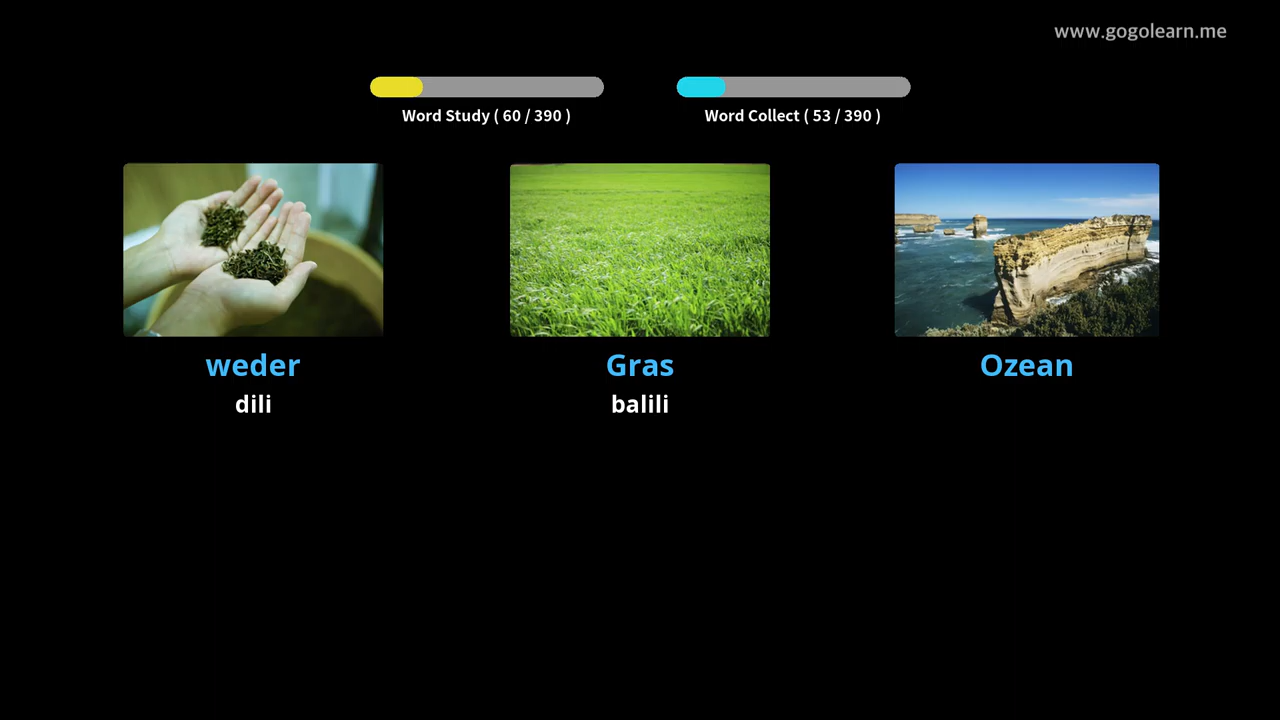 www.gogolearn.me
Word Study ( 60 / 390 )
Word Collect ( 53 / 390 )
weder
dili
Gras
balili
Ozean